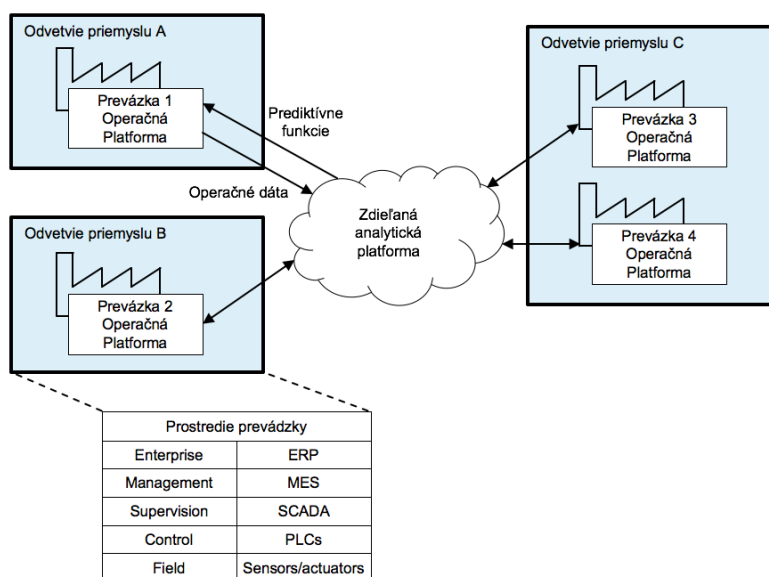 Odvetvie priemyslu A
Prevázka 1
Operačná
Platforma
Prediktívne
funkcie
Operačné dáta
Odvetvie priemyslu B
Prevázka 2
Operačná
Platforma
Zdieľaná
analytická
platforma
Odvetvie priemyslu C
Prevázka 3
Operačná
Platforma
Prevázka 4
Operačná
Platforma
Prostredie prevádzky
Enterprise ERP
Management MES
Supervision SCADA
Control PLCs
Field Sensors/actuators